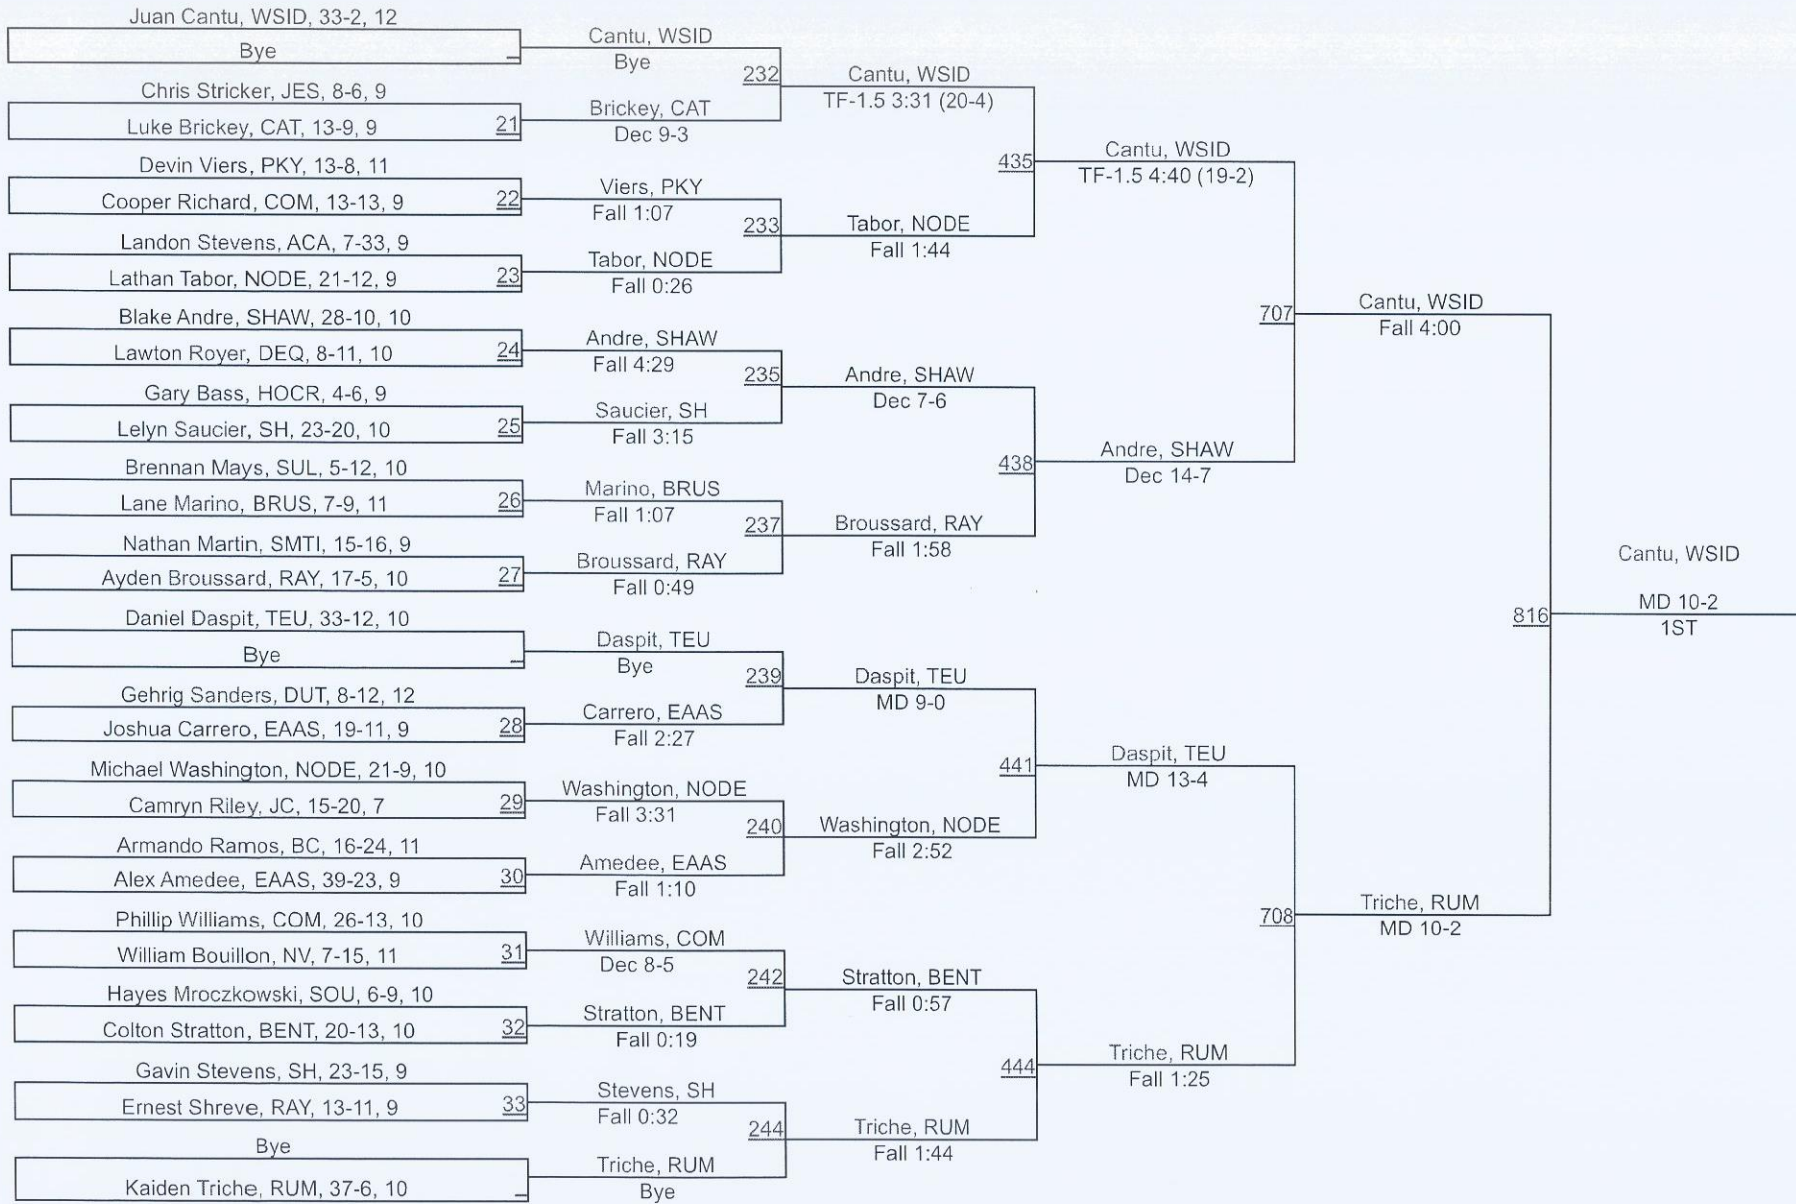 Juan Cantu, WSID, 33-2, 12
Bye
Chris Stricker, JES, 8-6, 9
Luke Brickey, CAT, 13-9, 9
21
Devin Viers, PKY, 13-8, 11
Cooper Richard, COM, 13-13, 9
22
Landon Stevens, ACA, 7-33, 9
Lathan Tabor, NODE, 21-12, 9
23
Blake Andre, SHAW, 28-10, 10
Lawton Royer, DEQ, 8-11, 10
24
Gary Bass, HOCR, 4-6, 9
Lelyn Saucier, SH, 23-20, 10
25
Brennan Mays, SUL, 5-12, 10
Lane Marino, BRUS, 7-9, 11
26
Nathan Martin, SMTI, 15-16, 9
Ayden Broussard, RAY, 17-5, 10
27
Daniel Daspit, TEU, 33-12, 10
Bye
Gehrig Sanders, DUT, 8-12, 12
Joshua Carrero, EAAS, 19-11, 9
28
Michael Washington, NODE, 21-9, 10
Camryn Riley, JC, 15-20, 7
29
Armando Ramos, BC, 16-24, 11
Alex Amedee, EAAS, 39-23, 9
30
Phillip Williams, COM, 26-13, 10
William Bouillon, NV, 7-15, 11
31
Hayes Mroczkowski, SOU, 6-9, 10
Colton Stratton, BENT, 20-13, 10
32
Gavin Stevens, SH, 23-15, 9
Ernest Shreve, RAY, 13-11, 9
33
Bye
Kaiden Triche, RUM, 37-6, 10
Cantu, WSID
Bye
232
Brickey, CAT
Dec 9-3
Viers, PKY
Fall 1:07
233
Tabor, NODE
Fall 0:26
Andre, SHAW
Fall 4:29
235
Saucier, SH
Fall 3:15
Marino, BRUS
Fall 1:07
237
Broussard, RAY
Fall 0:49
Daspit, TEU
Bye
239
Carrero, EAAS
Fall 2:27
Washington, NODE
Fall 3:31
240
Amedee, EAAS
Fall 1:10
Williams, COM
Dec 8-5
242
Stratton, BENT
Fall 0:19
Stevens, SH
Fall 0:32
244
Triche, RUM
Bye
Cantu, WSID
TF-1.5 3:31 (20-4)
435
Tabor, NODE
Fall 1:44
Andre, SHAW
Dec 7-6
438
Broussard, RAY
Fall 1:58
Daspit, TEU
MD 9-0
441
Washington, NODE
Fall 2:52
Stratton, BENT
Fall 0:57
444
Triche, RUM
Fall 1:44
Cantu, WSID
TF-1.5 4:40 (19-2)
707
Andre, SHAW
Dec 14-7
Daspit, TEU
MD 13-4
708
Triche, RUM
Fall 1:25
Cantu, WSID
Fall 4:00
816
Triche, RUM
MD 10-2
Cantu, WSID
MD 10-2
1ST